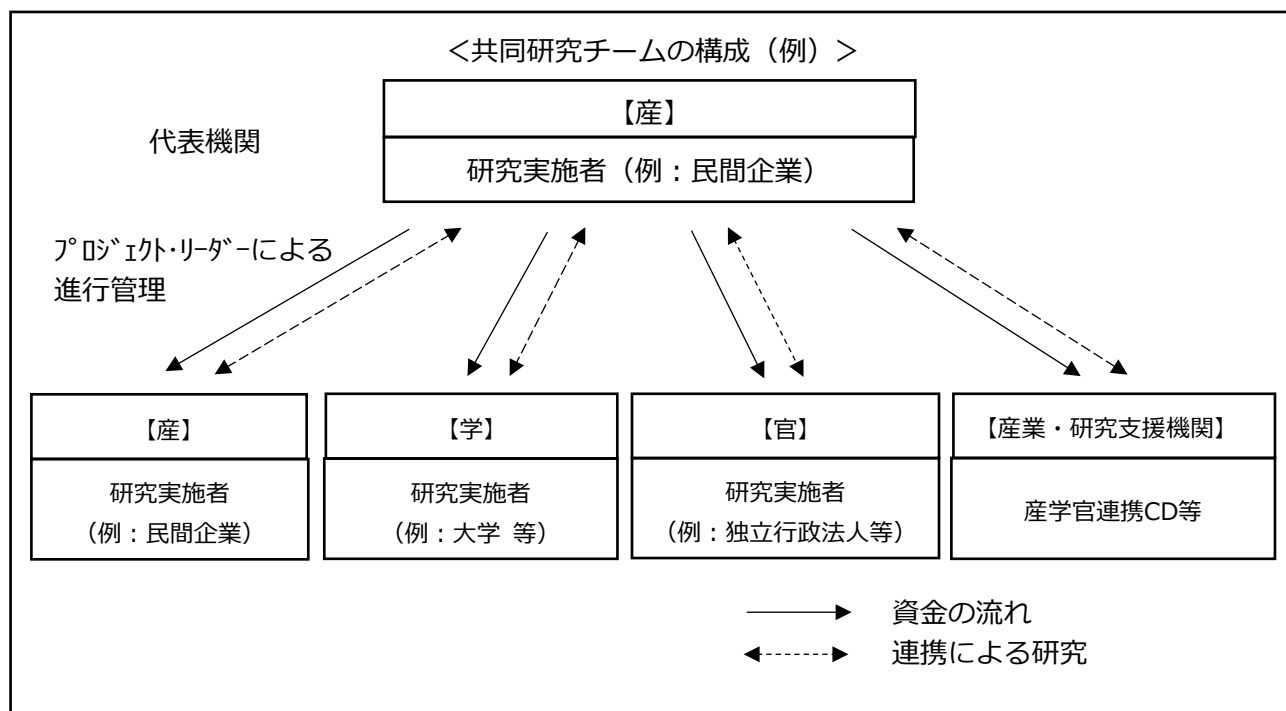 ＜共同研究チームの構成（例）＞
【産】
代表機関
研究実施者（例：民間企業）
ﾌﾟﾛｼﾞｪｸﾄ･ﾘｰﾀﾞｰによる
進行管理
【産】
研究実施者
（例：民間企業）
【学】
研究実施者
（例：大学 等）
【官】
研究実施者
（例：独立行政法人等）
【産業・研究支援機関】
産学官連携CD等
資金の流れ
連携による研究